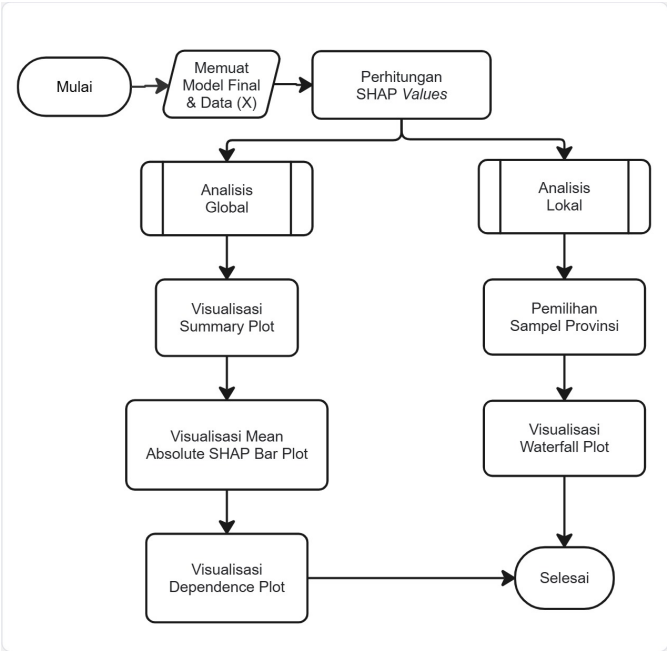 Mulai
Memuat
Model Final
& Data (X)
Perhitungan
SHAP Values
Analisis
Global
Analisis
Lokal
Visualisasi
Summary Plot
Pemilihan
Sampel Provinsi
Visualisasi Mean
Absolute SHAP Bar Plot
Visualisasi
Waterfall Plot
Visualisasi
Dependence Plot
Selesai